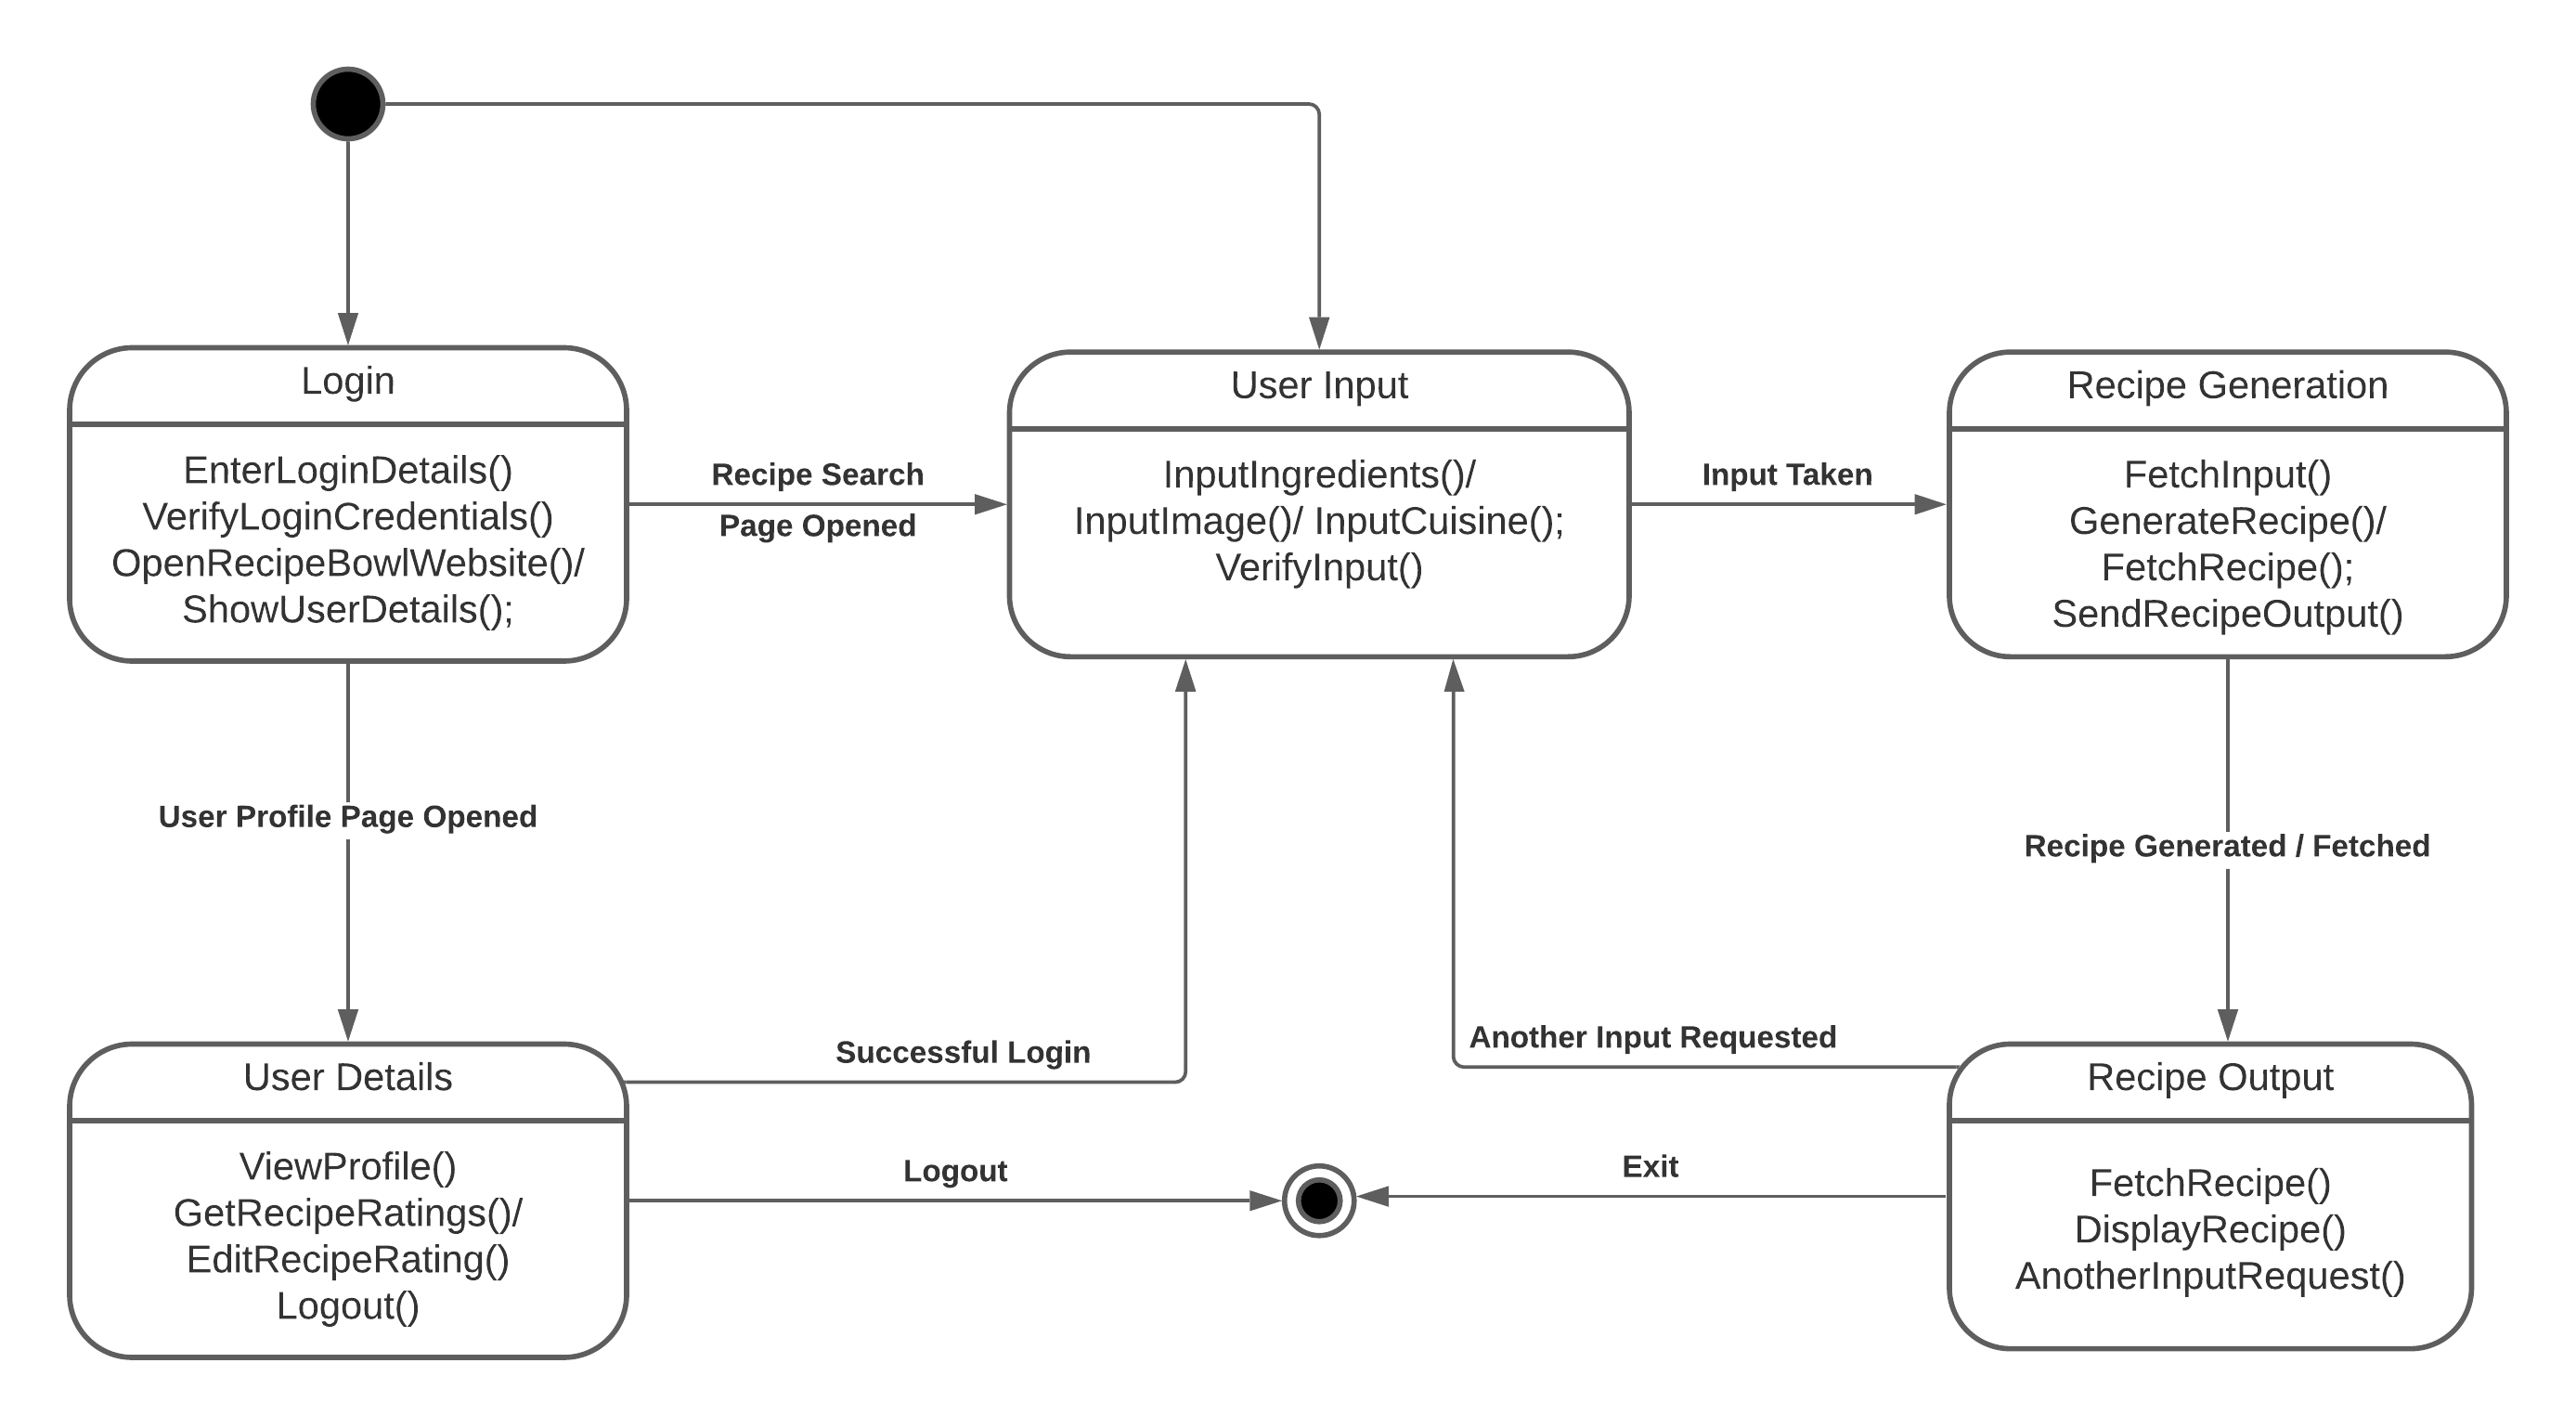 Login
EnterLoginDetails()
VerifyLoginCredentials()
OpenRecipeBowlWebsite()/
ShowUserDetails();
Recipe Search
Page Opened
User Input
InputIngredients()/
InputImage()/ InputCuisine();
VerifyInput()
Input Taken
Recipe Generation
FetchInput()
GenerateRecipe()/
FetchRecipe();
SendRecipeOutput()
User Profile Page Opened
Recipe Generated / Fetched
User Details
ViewProfile()
GetRecipeRatings()/
EditRecipeRating()
Logout()
Successful Login
Logout
Another Input Requested
Exit
Recipe Output
FetchRecipe()
DisplayRecipe()
AnotherInputRequest()